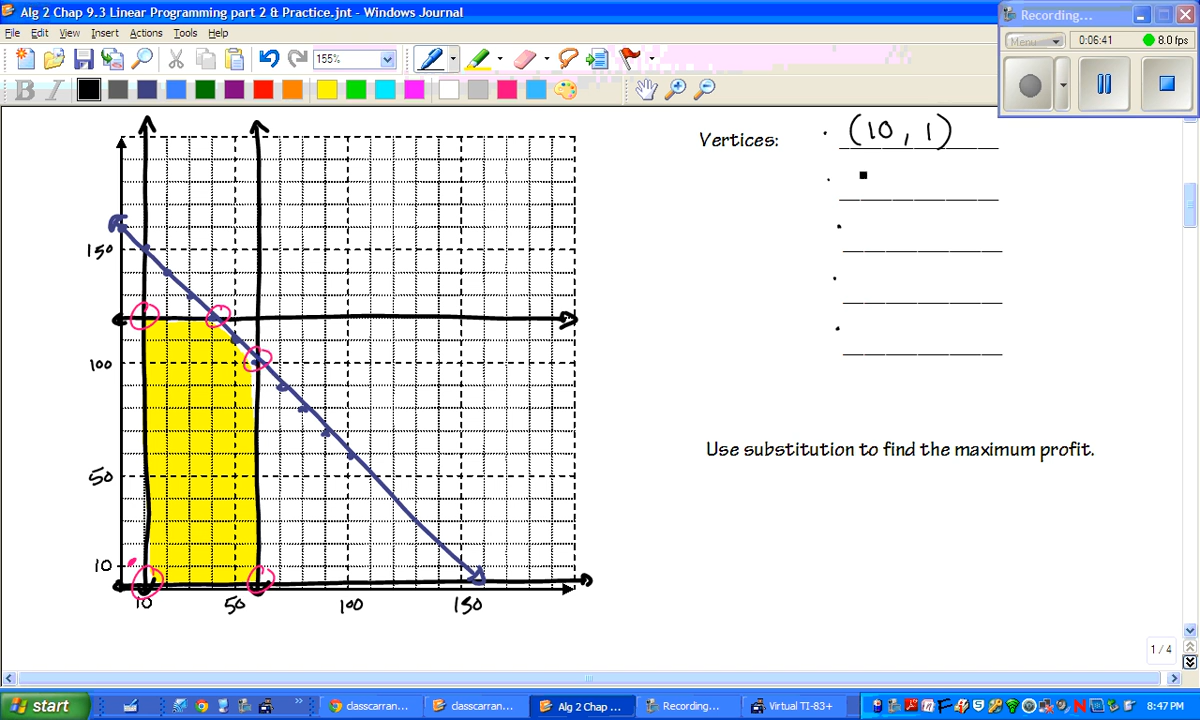 Alg 2 Chap 9.3 Linear Programming part 2 & Practice.jnt - Windows Journal
Recording...
File Edit View Insert Actions Tools Help
Menu 0:06:41 8.0 fps
155%
B I
Vertices: (10, 1)
150
100
50
10
10 50 100 150
Use substitution to find the maximum profit.
1 / 4
start classcarran... classcarran... Alg 2 Chap ... Recording... Virtual TI-83+ 8:47 PM